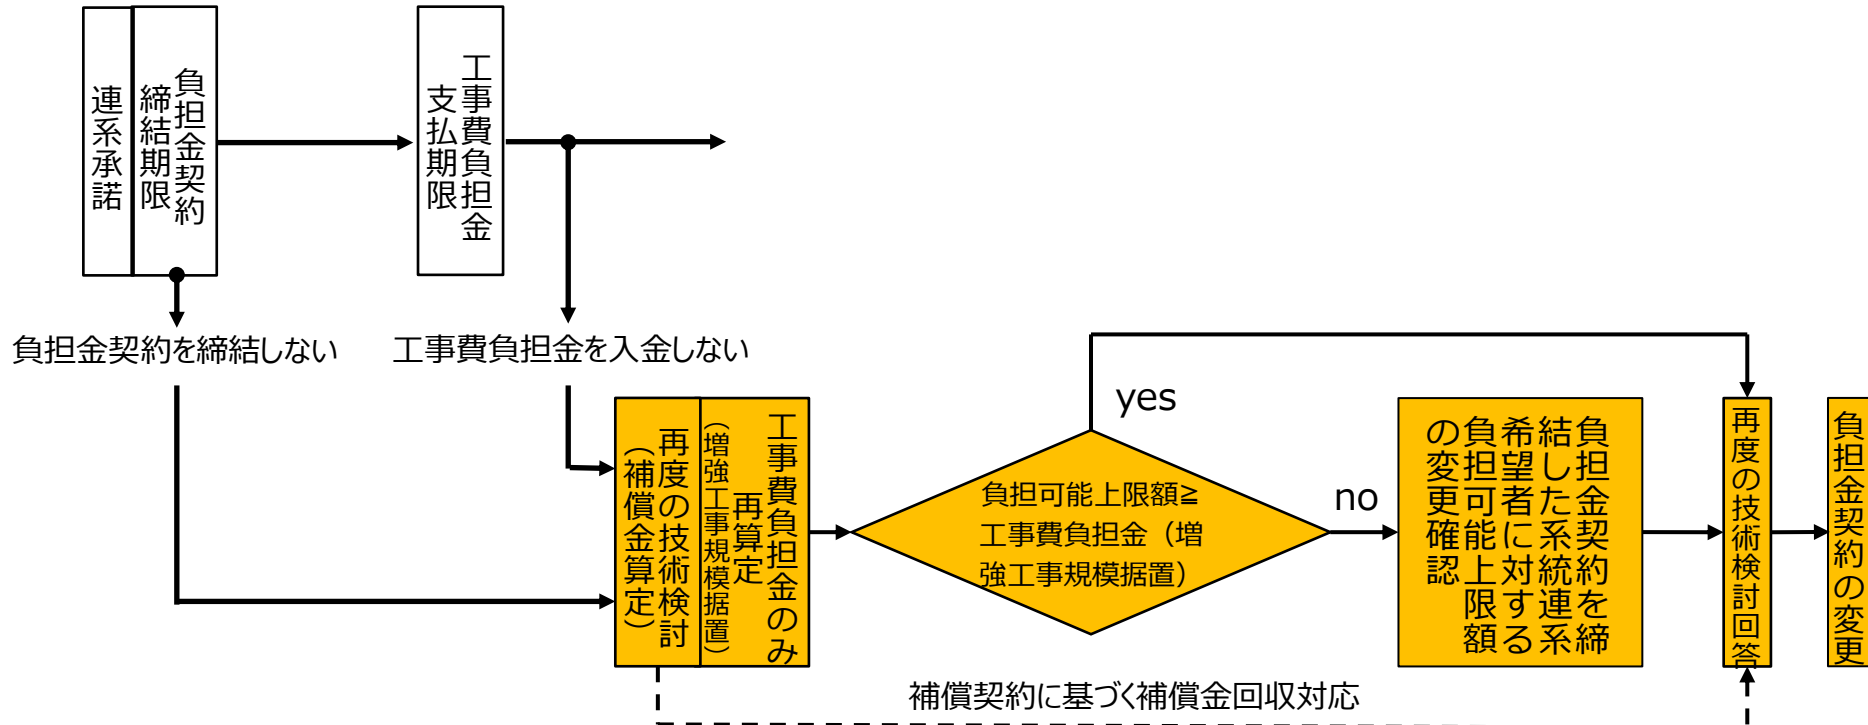 連系承諾
負担金契約
締結期限
工事費負担金
支払期限
負担金契約を締結しない
工事費負担金を入金しない
再度の技術検討
（補償金算定）
工事費負担金のみ
再算定
（増強工事規模据置）
負担可能上限額≧
工事費負担金（増
強工事規模据置）
yes
no
負担金契約を締
結した系統連系
希望者に対する
負担可能上限額
の変更確認
再度の技術検討回答
負担金契約の変更
補償契約に基づく補償金回収対応